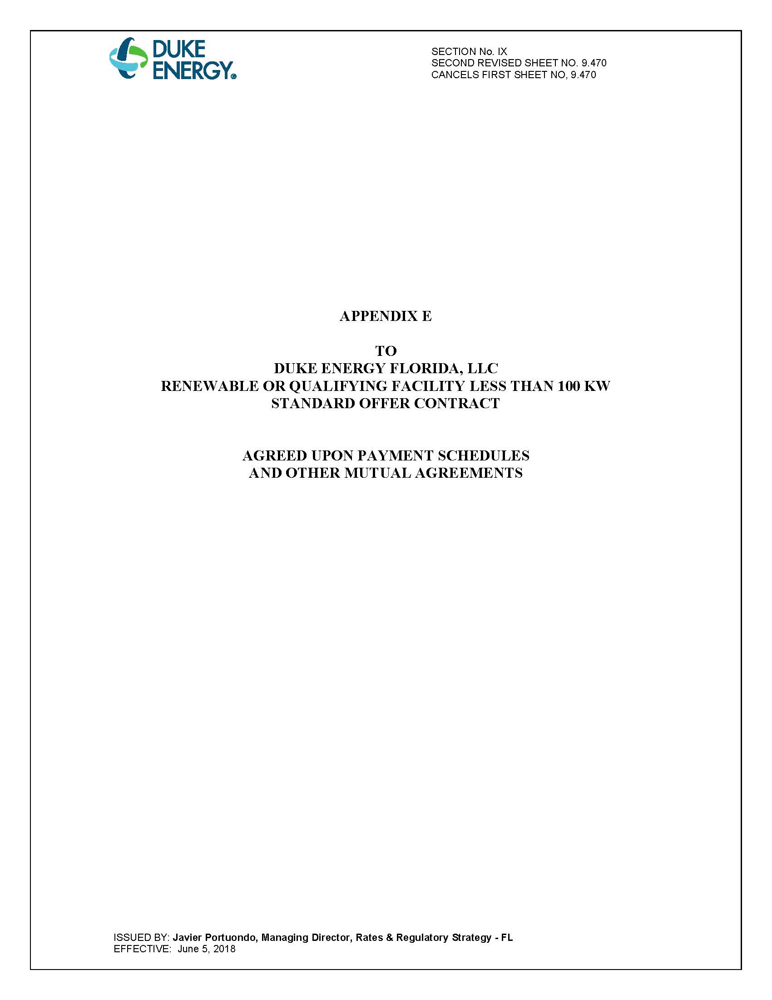 DUKE
ENERGY®
SECTION No. IX
SECOND REVISED SHEET NO. 9.470
CANCELS FIRST SHEET NO, 9.470
APPENDIX E
TO
DUKE ENERGY FLORIDA, LLC
RENEWABLE OR QUALIFYING FACILITY LESS THAN 100 KW
STANDARD OFFER CONTRACT
AGREED UPON PAYMENT SCHEDULES
AND OTHER MUTUAL AGREEMENTS
ISSUED BY: Javier Portuondo, Managing Director, Rates & Regulatory Strategy - FL
EFFECTIVE: June 5, 2018